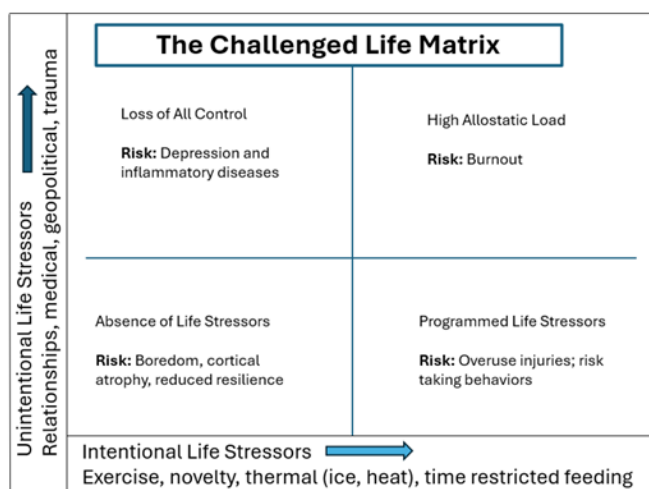 The Challenged Life Matrix
Unintentional Life Stressors
Relationships, medical, geopolitical, trauma
Loss of All Control
Risk: Depression and
inflammatory diseases
High Allostatic Load
Risk: Burnout
Absence of Life Stressors
Risk: Boredom, cortical
atrophy, reduced resilience
Programmed Life Stressors
Risk: Overuse injuries; risk
taking behaviors
Intentional Life Stressors
Exercise, novelty, thermal (ice, heat), time restricted feeding